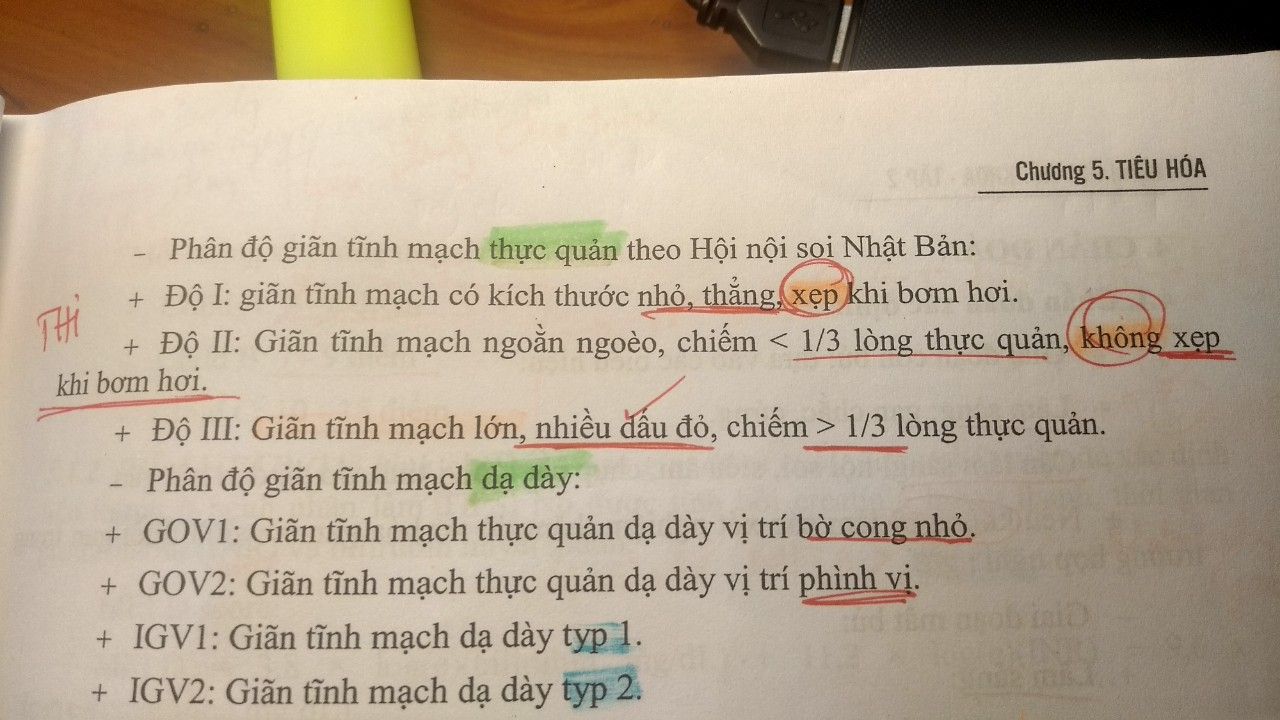 Chương 5. TIÊU HÓA
- Phân độ giãn tĩnh mạch thực quản theo Hội nội soi Nhật Bản:
+ Độ I: giãn tĩnh mạch có kích thước nhỏ, thẳng, xẹp khi bơm hơi.
+ Độ II: Giãn tĩnh mạch ngoằn ngoèo, chiếm < 1/3 lòng thực quản, không xẹp
khi bơm hơi.
+ Độ III: Giãn tĩnh mạch lớn, nhiều dấu đỏ, chiếm > 1/3 lòng thực quản.
- Phân độ giãn tĩnh mạch dạ dày:
+ GOV1: Giãn tĩnh mạch thực quản dạ dày vị trí bờ cong nhỏ.
+ GOV2: Giãn tĩnh mạch thực quản dạ dày vị trí phình vị.
+ IGV1: Giãn tĩnh mạch dạ dày typ 1.
+ IGV2: Giãn tĩnh mạch dạ dày typ 2.